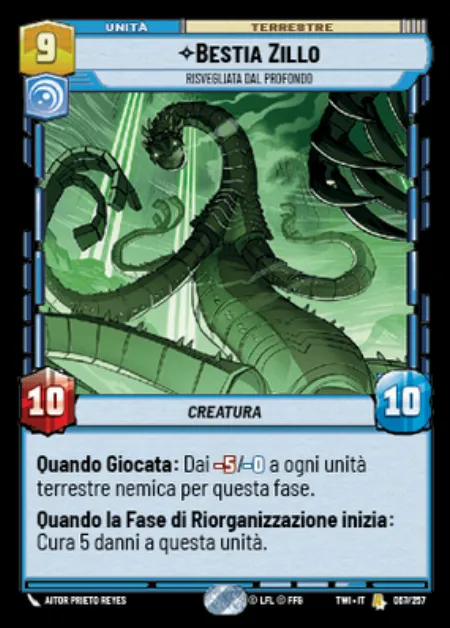 UNITÀ
TERRESTRE
9
✧BESTIA ZILLO
RISVEGLIATA DAL PROFONDO
10
10
CREATURA
Quando Giocata: Dai -5/-0 a ogni unità
terrestre nemica per questa fase.
Quando la Fase di Riorganizzazione inizia:
Cura 5 danni a questa unità.
AITOR PRIETO REYES
© LFL © FFG
TWI • IT
067/257